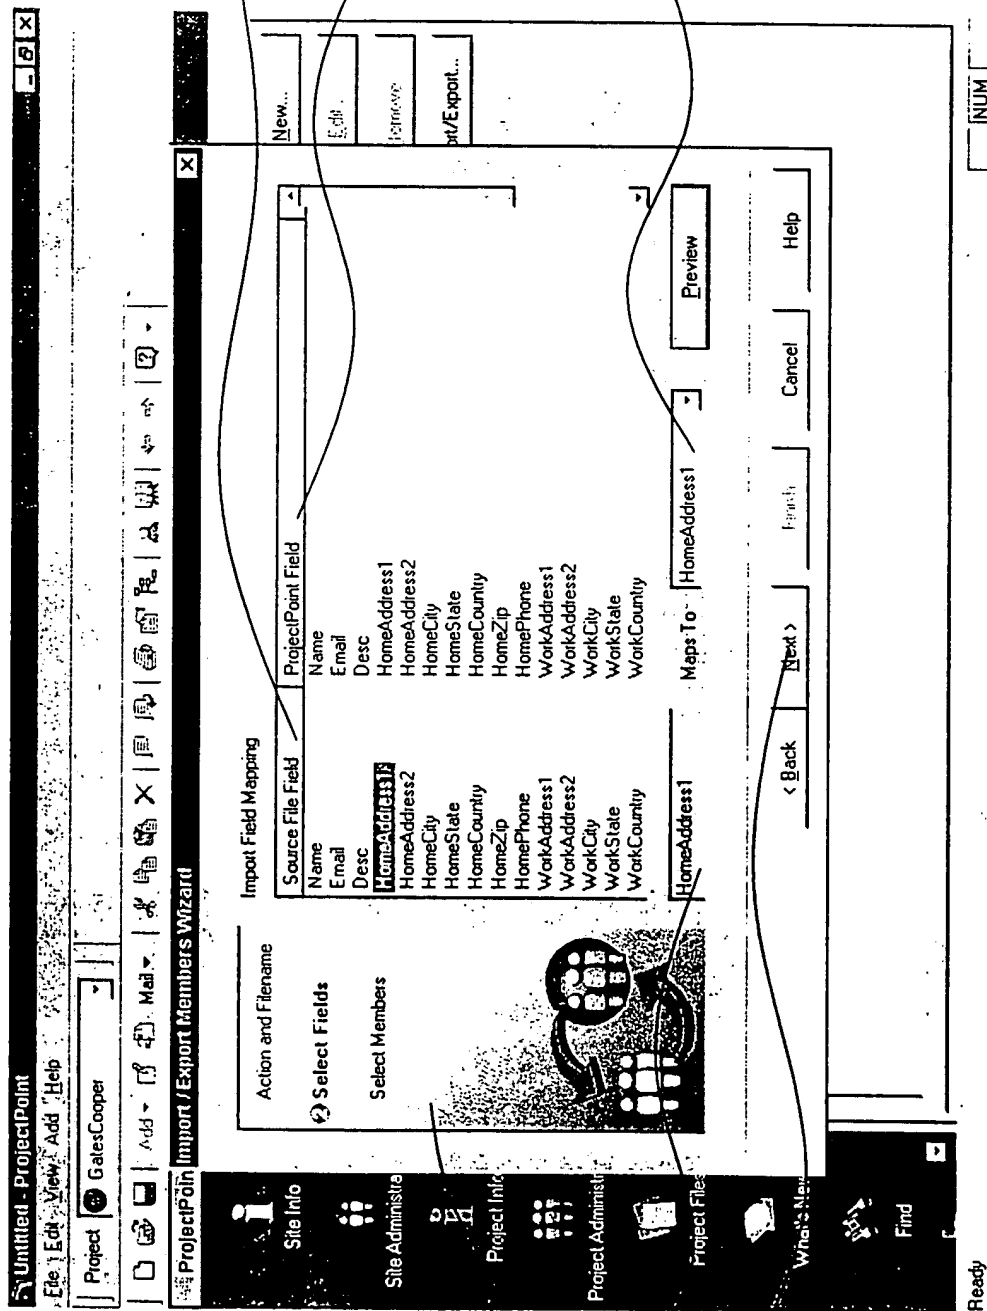 Untitled - ProjectPoint
File Edit View Add Help
Project GatesCooper
Add Mail
ProjectPoin
Import / Export Members Wizard
Site Info
Site Administra
Project Info
Project Administr
Project Files
What's New
Find
Action and Filename
Select Fields
Select Members
Import Field Mapping
Source File Field ProjectPoint Field
Name Name
Email Email
Desc Desc
HomeAddress1 HomeAddress1
HomeAddress2 HomeAddress2
HomeCity HomeCity
HomeState HomeState
HomeCountry HomeCountry
HomeZip HomeZip
HomePhone HomePhone
WorkAddress1 WorkAddress1
WorkAddress2 WorkAddress2
WorkCity WorkCity
WorkState WorkState
WorkCountry WorkCountry
HomeAddress1 Maps To HomeAddress1 Preview
< Back Next > Finish Cancel Help
New...
Edit...
Remove
ort/Export...
Ready NUM